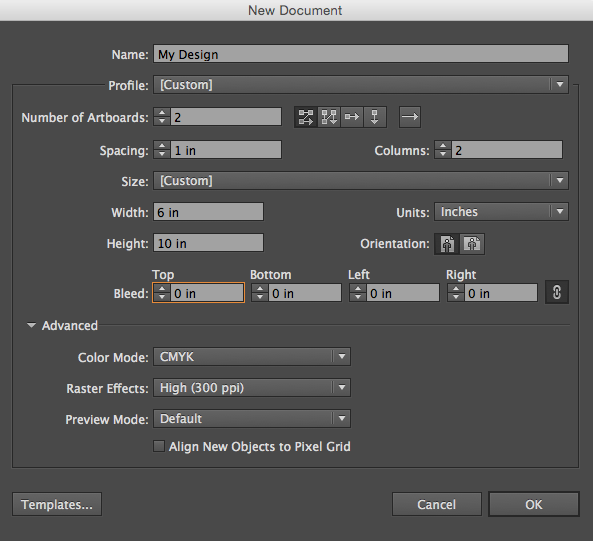 New Document
Name: My Design
Profile: [Custom]
Number of Artboards: 2
Spacing: 1 in Columns: 2
Size: [Custom]
Width: 6 in Units: Inches
Height: 10 in Orientation:
Top Bottom Left Right
Bleed: 0 in 0 in 0 in 0 in
Advanced
Color Mode: CMYK
Raster Effects: High (300 ppi)
Preview Mode: Default
Align New Objects to Pixel Grid
Templates... Cancel OK